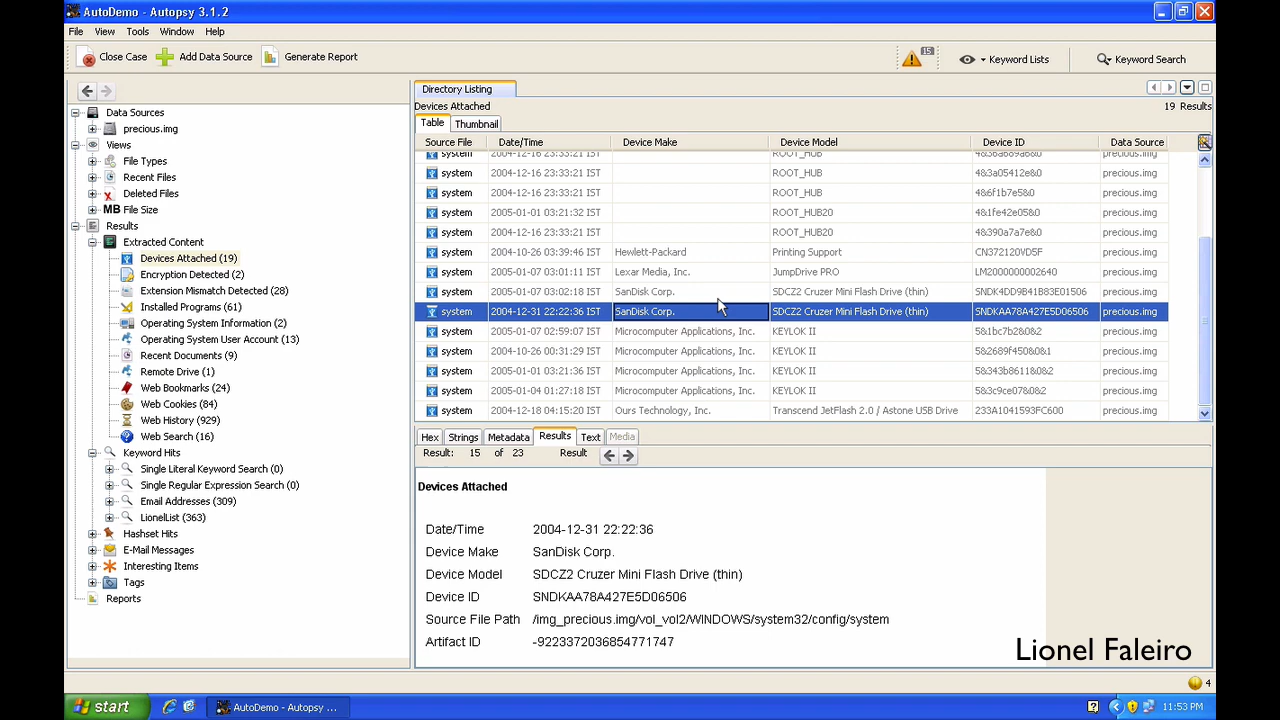 AutoDemo - Autopsy 3.1.2
File View Tools Window Help
Close Case Add Data Source Generate Report 15 Keyword Lists Keyword Search
Data Sources
precious.img
Views
File Types
Recent Files
Deleted Files
MB File Size
Results
Extracted Content
Devices Attached (19)
Encryption Detected (2)
Extension Mismatch Detected (28)
Installed Programs (61)
Operating System Information (2)
Operating System User Account (13)
Recent Documents (9)
Remote Drive (1)
Web Bookmarks (24)
Web Cookies (84)
Web History (929)
Web Search (16)
Keyword Hits
Single Literal Keyword Search (0)
Single Regular Expression Search (0)
Email Addresses (309)
LionelList (363)
Hashset Hits
E-Mail Messages
Interesting Items
Tags
Reports
Directory Listing
Devices Attached 19 Results
Table Thumbnail
Source File Date/Time Device Make Device Model Device ID Data Source
system 2004-12-16 23:33:21 IST ROOT_HUB 4&36a689a6&0 precious.img
system 2004-12-16 23:33:21 IST ROOT_HUB 4&3a05412e&0 precious.img
system 2004-12-16 23:33:21 IST ROOT_HUB 4&6f1b7e5&0 precious.img
system 2005-01-01 03:21:32 IST ROOT_HUB20 4&1fe42e05&0 precious.img
system 2004-12-16 23:33:21 IST ROOT_HUB20 4&390a7a7e&0 precious.img
system 2004-10-26 03:39:46 IST Hewlett-Packard Printing Support CN372120VD5F precious.img
system 2005-01-07 03:01:11 IST Lexar Media, Inc. JumpDrive PRO LM2000000002640 precious.img
system 2005-01-07 03:02:18 IST SanDisk Corp. SDCZ2 Cruzer Mini Flash Drive (thin) SNDK4DD9B41B83E01506 precious.img
system 2004-12-31 22:22:36 IST SanDisk Corp. SDCZ2 Cruzer Mini Flash Drive (thin) SNDKAA78A427E5D06506 precious.img
system 2005-01-07 02:59:07 IST Microcomputer Applications, Inc. KEYLOK II 5&1bc7b2&0&2 precious.img
system 2004-10-26 00:31:29 IST Microcomputer Applications, Inc. KEYLOK II 5&2689f450&0&1 precious.img
system 2005-01-01 03:21:36 IST Microcomputer Applications, Inc. KEYLOK II 5&343b8611&0&2 precious.img
system 2005-01-04 01:27:18 IST Microcomputer Applications, Inc. KEYLOK II 5&3c9ce07&0&2 precious.img
system 2004-12-18 04:15:20 IST Ours Technology, Inc. Transcend JetFlash 2.0 / Astone USB Drive 233A1041593FC600 precious.img
Hex Strings Metadata Results Text Media
Result: 15 of 23 Result
Devices Attached
Date/Time 2004-12-31 22:22:36
Device Make SanDisk Corp.
Device Model SDCZ2 Cruzer Mini Flash Drive (thin)
Device ID SNDKAA78A427E5D06506
Source File Path /img_precious.img/vol_vol2/WINDOWS/system32/config/system
Artifact ID -9223372036854771747
Lionel Faleiro
4
start AutoDemo - Autopsy ... 11:53 PM